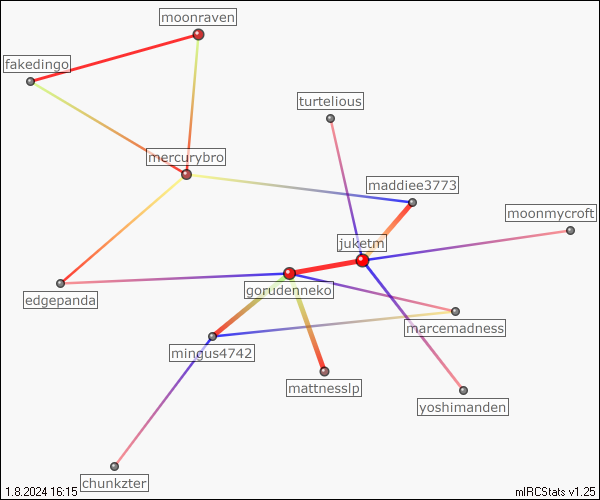 moonraven
fakedingo
turtelious
mercurybro
maddiee3773
moonmycroft
juketm
gorudenneko
edgepanda
marcemadness
mingus4742
mattnesslp
yoshimanden
chunkzter
1.8.2024 16:15
mIRCStats v1.25